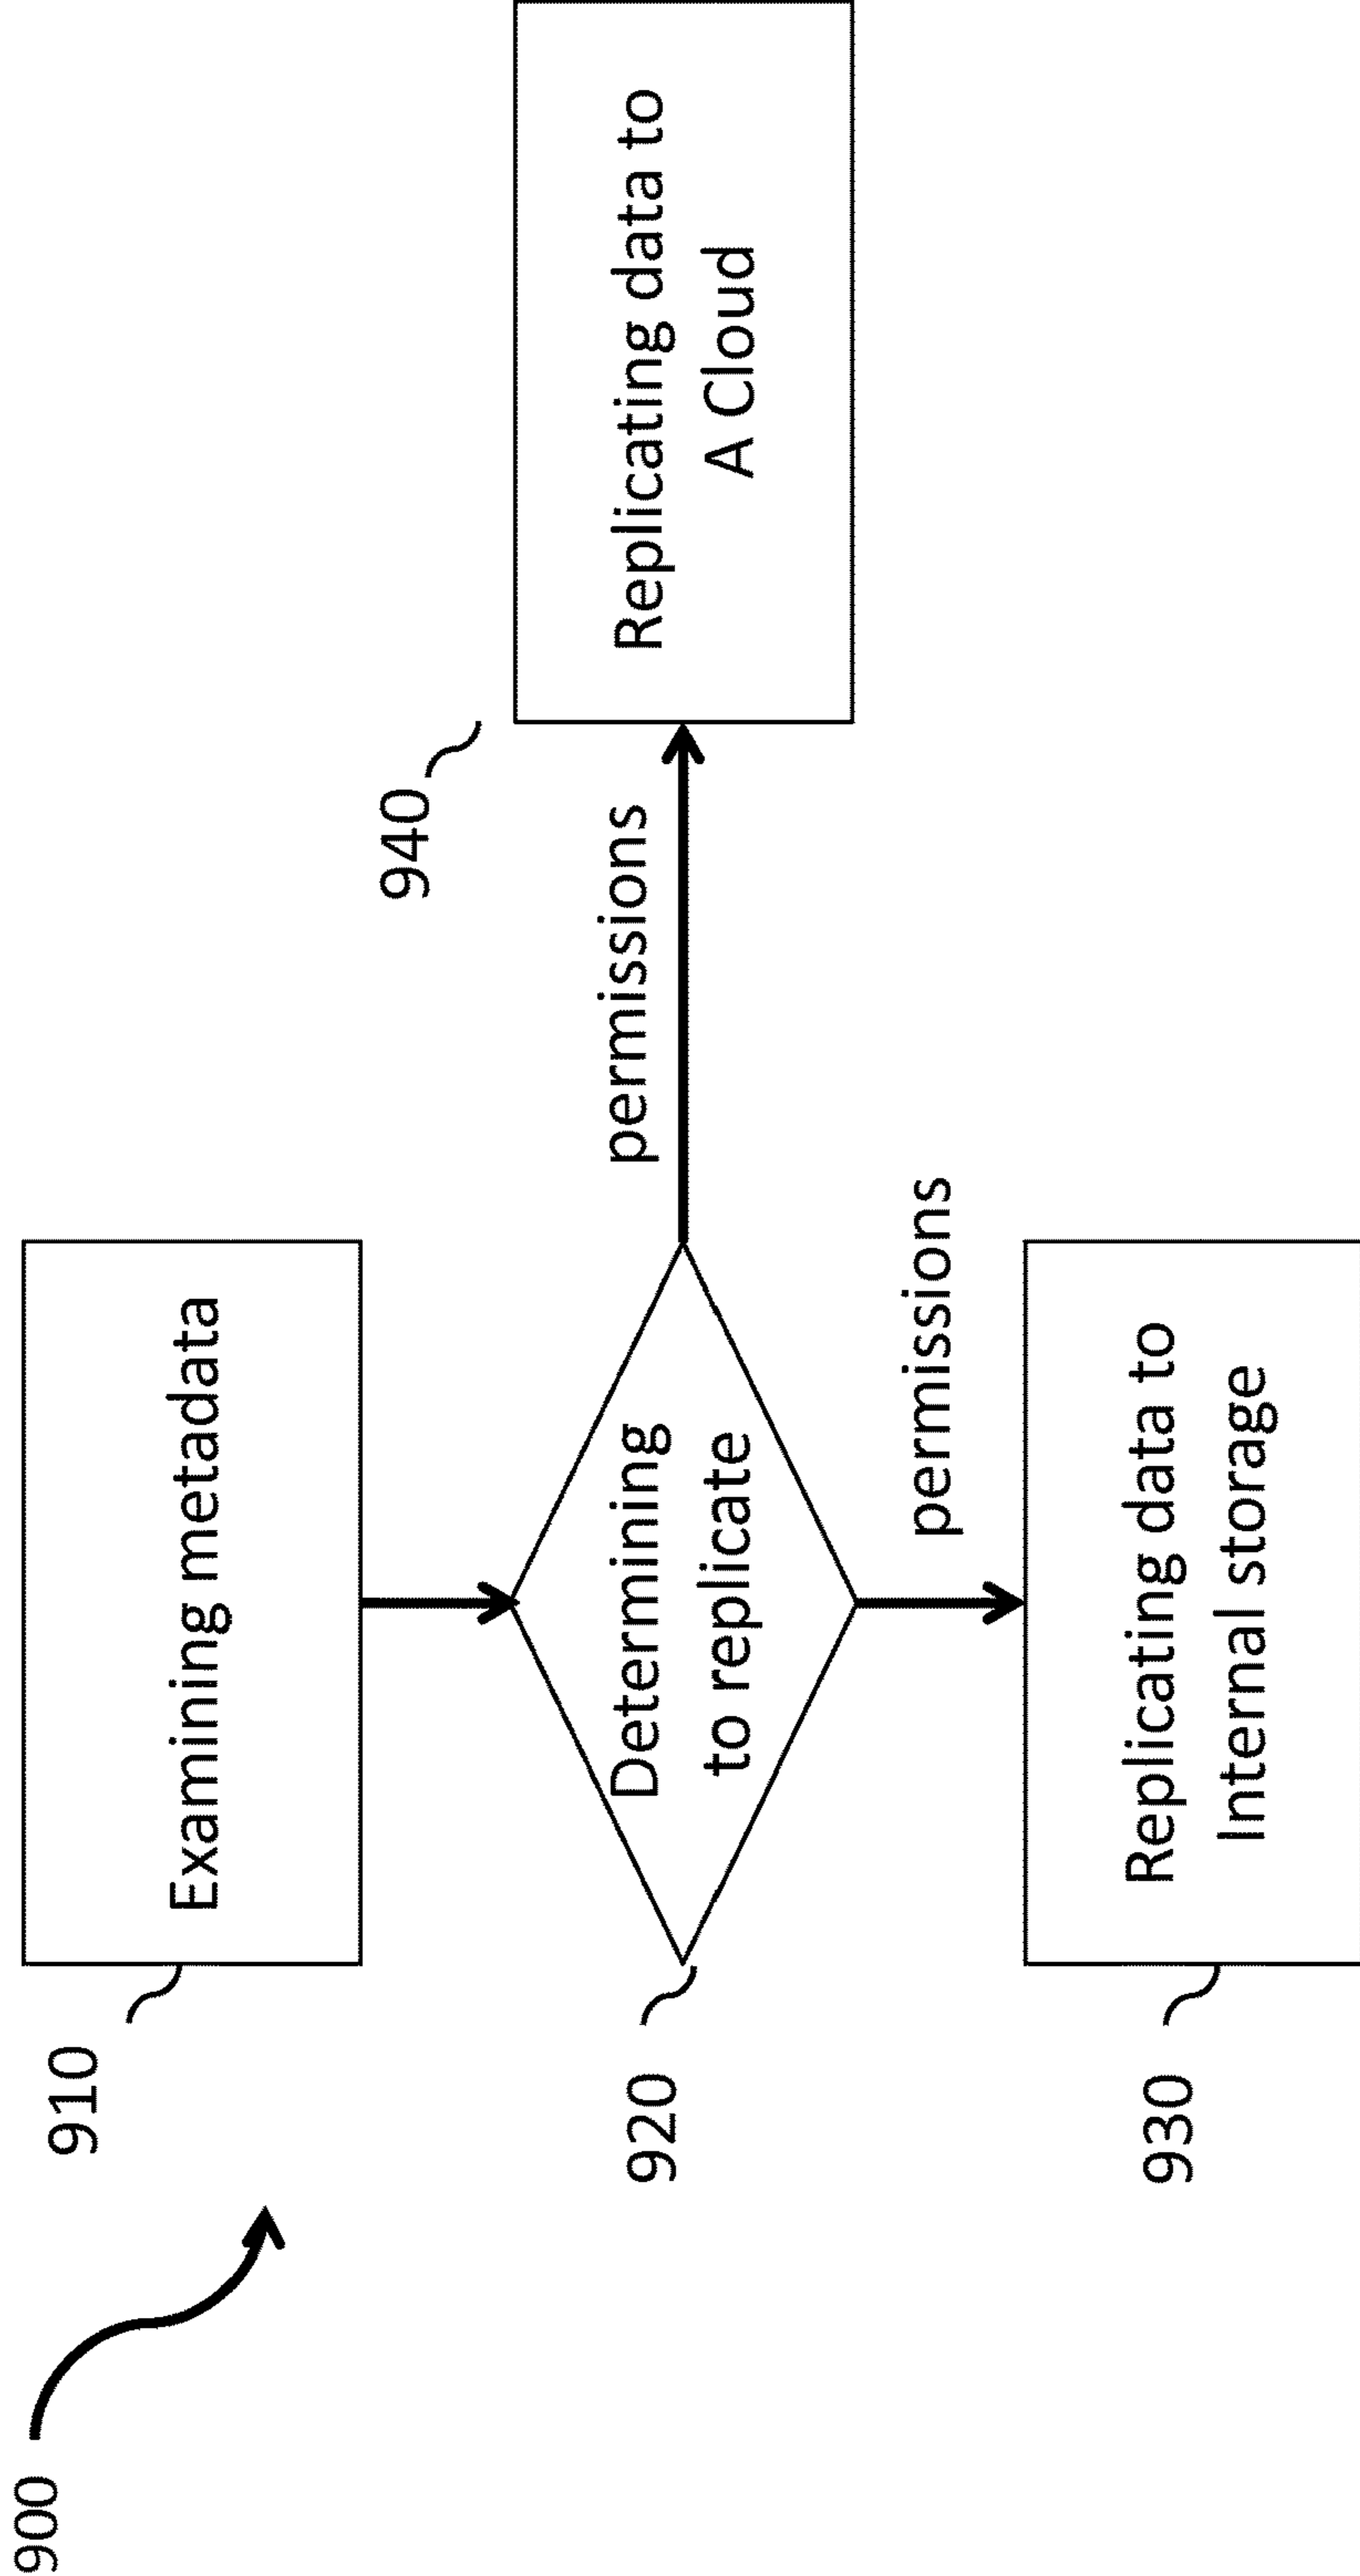 900
910
Examining metadata
920
Determining
to replicate
permissions
940
Replicating data to
A Cloud
permissions
930
Replicating data to
Internal storage